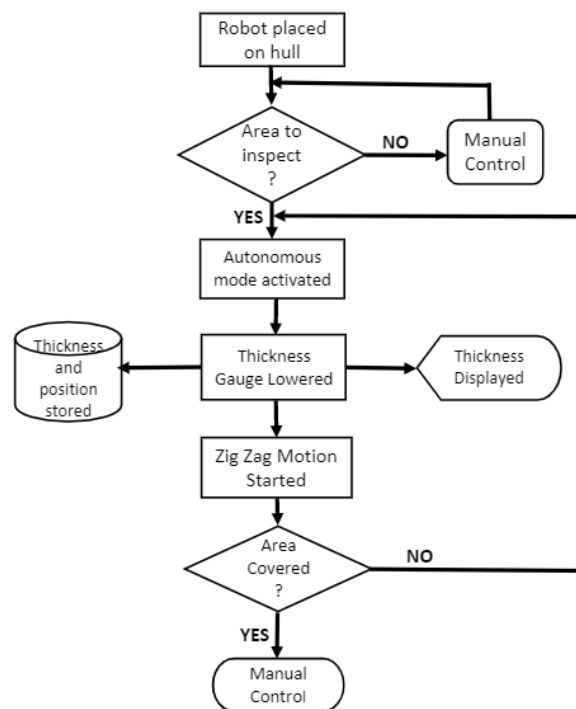 Robot placed
on hull
Area to
inspect
?
NO
Manual
Control
YES
Autonomous
mode activated
Thickness
and
position
stored
Thickness
Gauge Lowered
Thickness
Displayed
Zig Zag Motion
Started
Area
Covered
?
NO
YES
Manual
Control